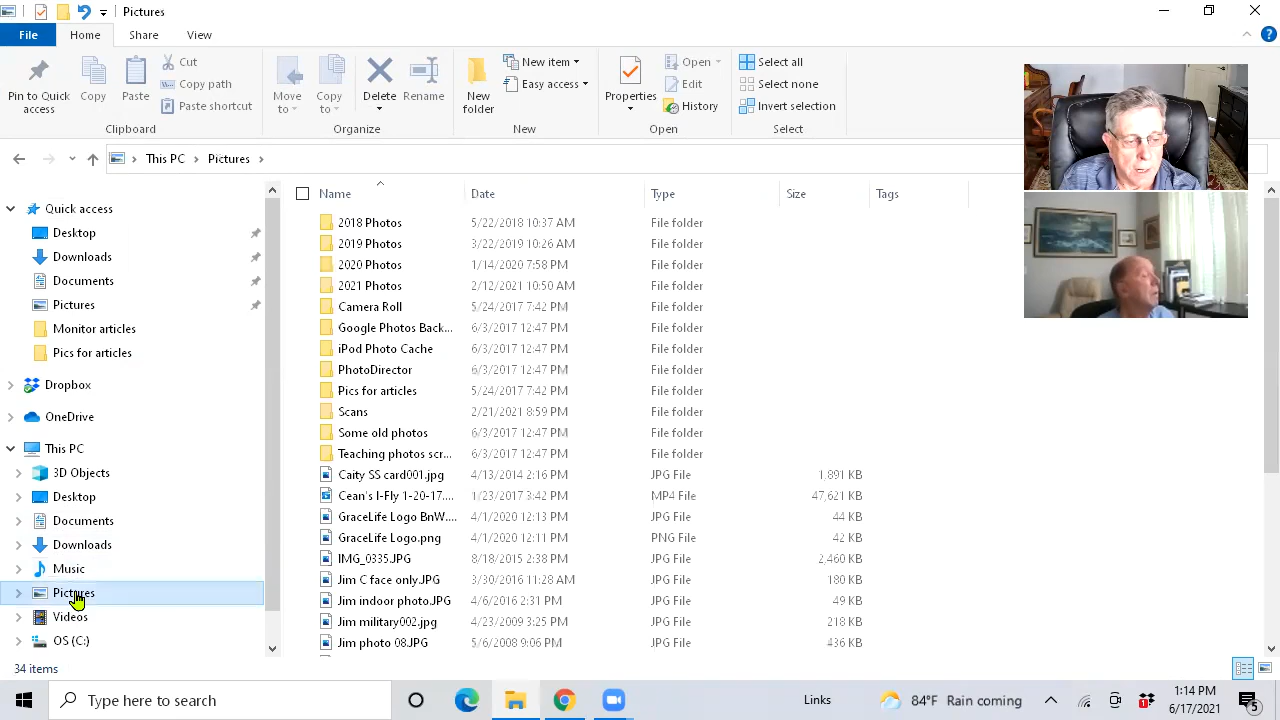 Pictures
File Home Share View
Pin to Quick access
Copy
Paste
Cut
Copy path
Paste shortcut
Move to
Copy to
Delete
Rename
New folder
New item
Easy access
Properties
Open
Edit
History
Select all
Select none
Invert selection
Clipboard Organize New Open Select
This PC > Pictures >
Quick access
Desktop
Downloads
Documents
Pictures
Monitor articles
Pics for articles
Dropbox
OneDrive
This PC
3D Objects
Desktop
Documents
Downloads
Music
Pictures
Videos
OS (C:)
Name Date Type Size Tags
2018 Photos 5/22/2018 10:37 AM File folder
2019 Photos 3/22/2019 10:26 AM File folder
2020 Photos 1/14/2020 7:58 PM File folder
2021 Photos 2/12/2021 10:50 AM File folder
Camera Roll 5/24/2017 7:42 PM File folder
Google Photos Back... 6/3/2017 12:47 PM File folder
iPod Photo Cache 6/3/2017 12:47 PM File folder
PhotoDirector 6/3/2017 12:47 PM File folder
Pics for articles 5/24/2017 7:42 PM File folder
Scans 2/21/2021 8:59 PM File folder
Some old photos 6/3/2017 12:47 PM File folder
Teaching photos scr... 6/3/2017 12:47 PM File folder
Caity SS card001.jpg 4/13/2014 2:16 PM JPG File 1,891 KB
Cean's I-Fly 1-20-17.... 1/23/2017 3:42 PM MP4 File 47,621 KB
GraceLife Logo BnW.... 4/1/2020 12:13 PM JPG File 44 KB
GraceLife Logo.png 4/1/2020 12:11 PM PNG File 42 KB
IMG_0335.JPG 8/18/2015 2:38 PM JPG File 2,460 KB
Jim C face only.JPG 11:28 AM JPG File 180 KB
Jim indoor photo.JPG 4/6/2016 2:31 PM JPG File 49 KB
Jim military002.jpg 4/23/2009 3:25 PM JPG File 218 KB
Jim photo 08.JPG 5/6/2008 9:06 PM JPG File 436 KB
34 items
Type here to search
Links
84°F Rain coming
1:14 PM
6/17/2021
1
5